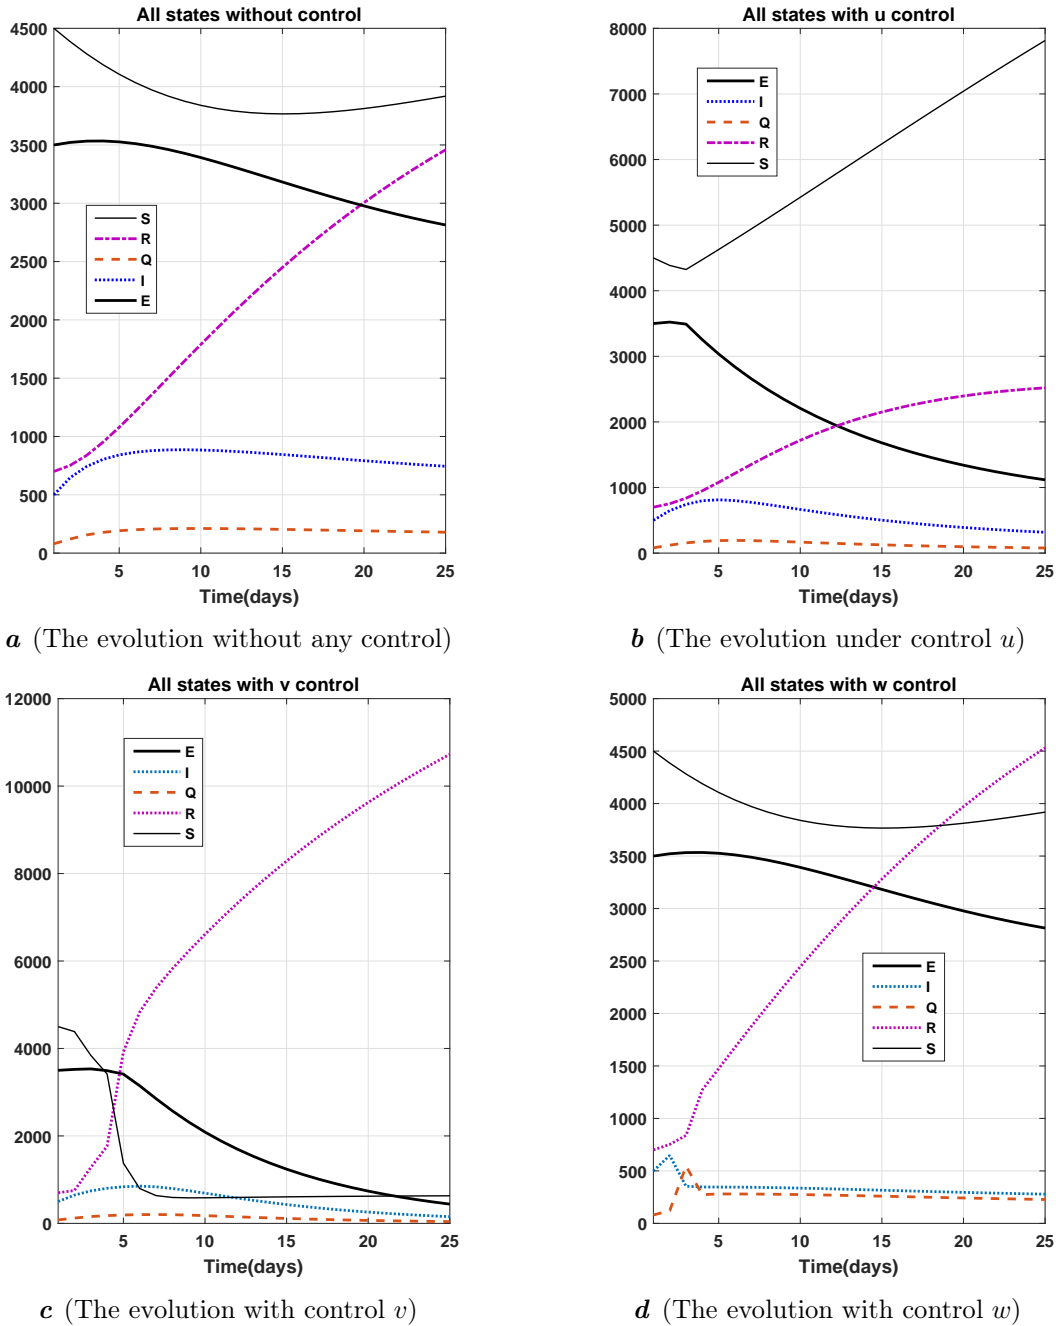 All states without control
4500
4000
3500
3000
2500
2000
1500
1000
500
0
S
R
Q
I
E
5 10 15 20 25
Time(days)
a (The evolution without any control)
All states with u control
8000
7000
6000
5000
4000
3000
2000
1000
0
E
I
Q
R
S
5 10 15 20 25
Time(days)
b (The evolution under control u)
All states with v control
12000
10000
8000
6000
4000
2000
0
E
I
Q
R
S
5 10 15 20 25
Time(days)
c (The evolution with control v)
All states with w control
5000
4500
4000
3500
3000
2500
2000
1500
1000
500
0
E
I
Q
R
S
5 10 15 20 25
Time(days)
d (The evolution with control w)